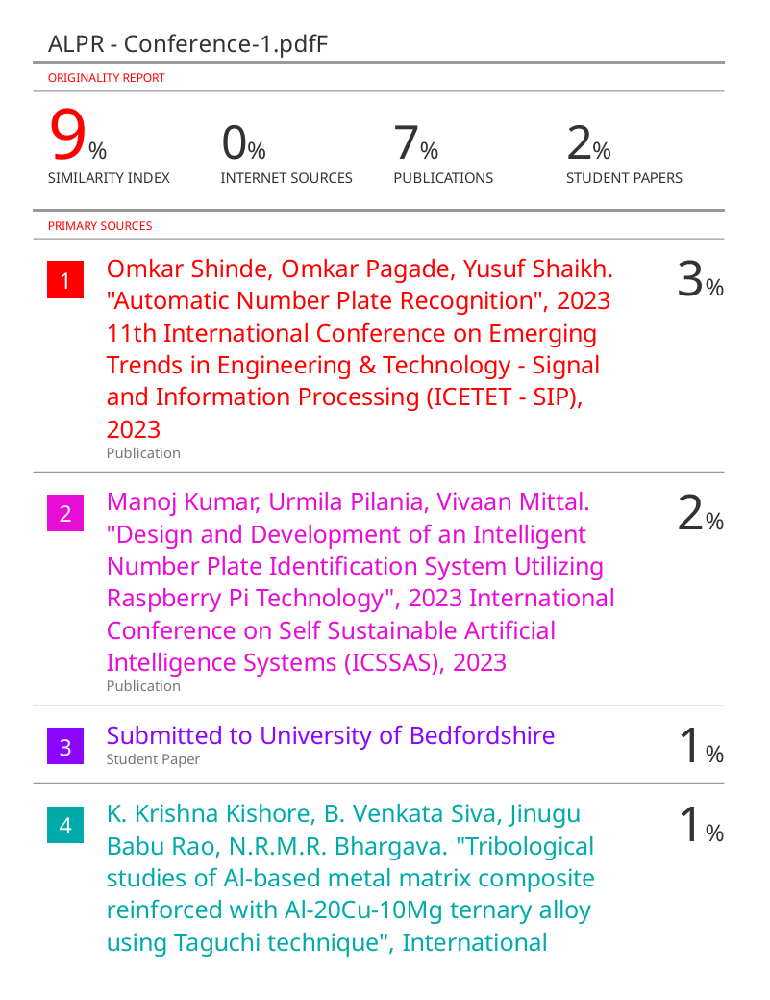 ALPR - Conference-1.pdfF
ORIGINALITY REPORT
9%
SIMILARITY INDEX
0%
INTERNET SOURCES
7%
PUBLICATIONS
2%
STUDENT PAPERS
PRIMARY SOURCES
1
Omkar Shinde, Omkar Pagade, Yusuf Shaikh.
"Automatic Number Plate Recognition", 2023
11th International Conference on Emerging
Trends in Engineering & Technology - Signal
and Information Processing (ICETET - SIP),
2023
Publication
3%
2
Manoj Kumar, Urmila Pilania, Vivaan Mittal.
"Design and Development of an Intelligent
Number Plate Identification System Utilizing
Raspberry Pi Technology", 2023 International
Conference on Self Sustainable Artificial
Intelligence Systems (ICSSAS), 2023
Publication
2%
3
Submitted to University of Bedfordshire
Student Paper
1%
4
K. Krishna Kishore, B. Venkata Siva, Jinugu
Babu Rao, N.R.M.R. Bhargava. "Tribological
studies of Al-based metal matrix composite
reinforced with Al-20Cu-10Mg ternary alloy
using Taguchi technique", International
1%